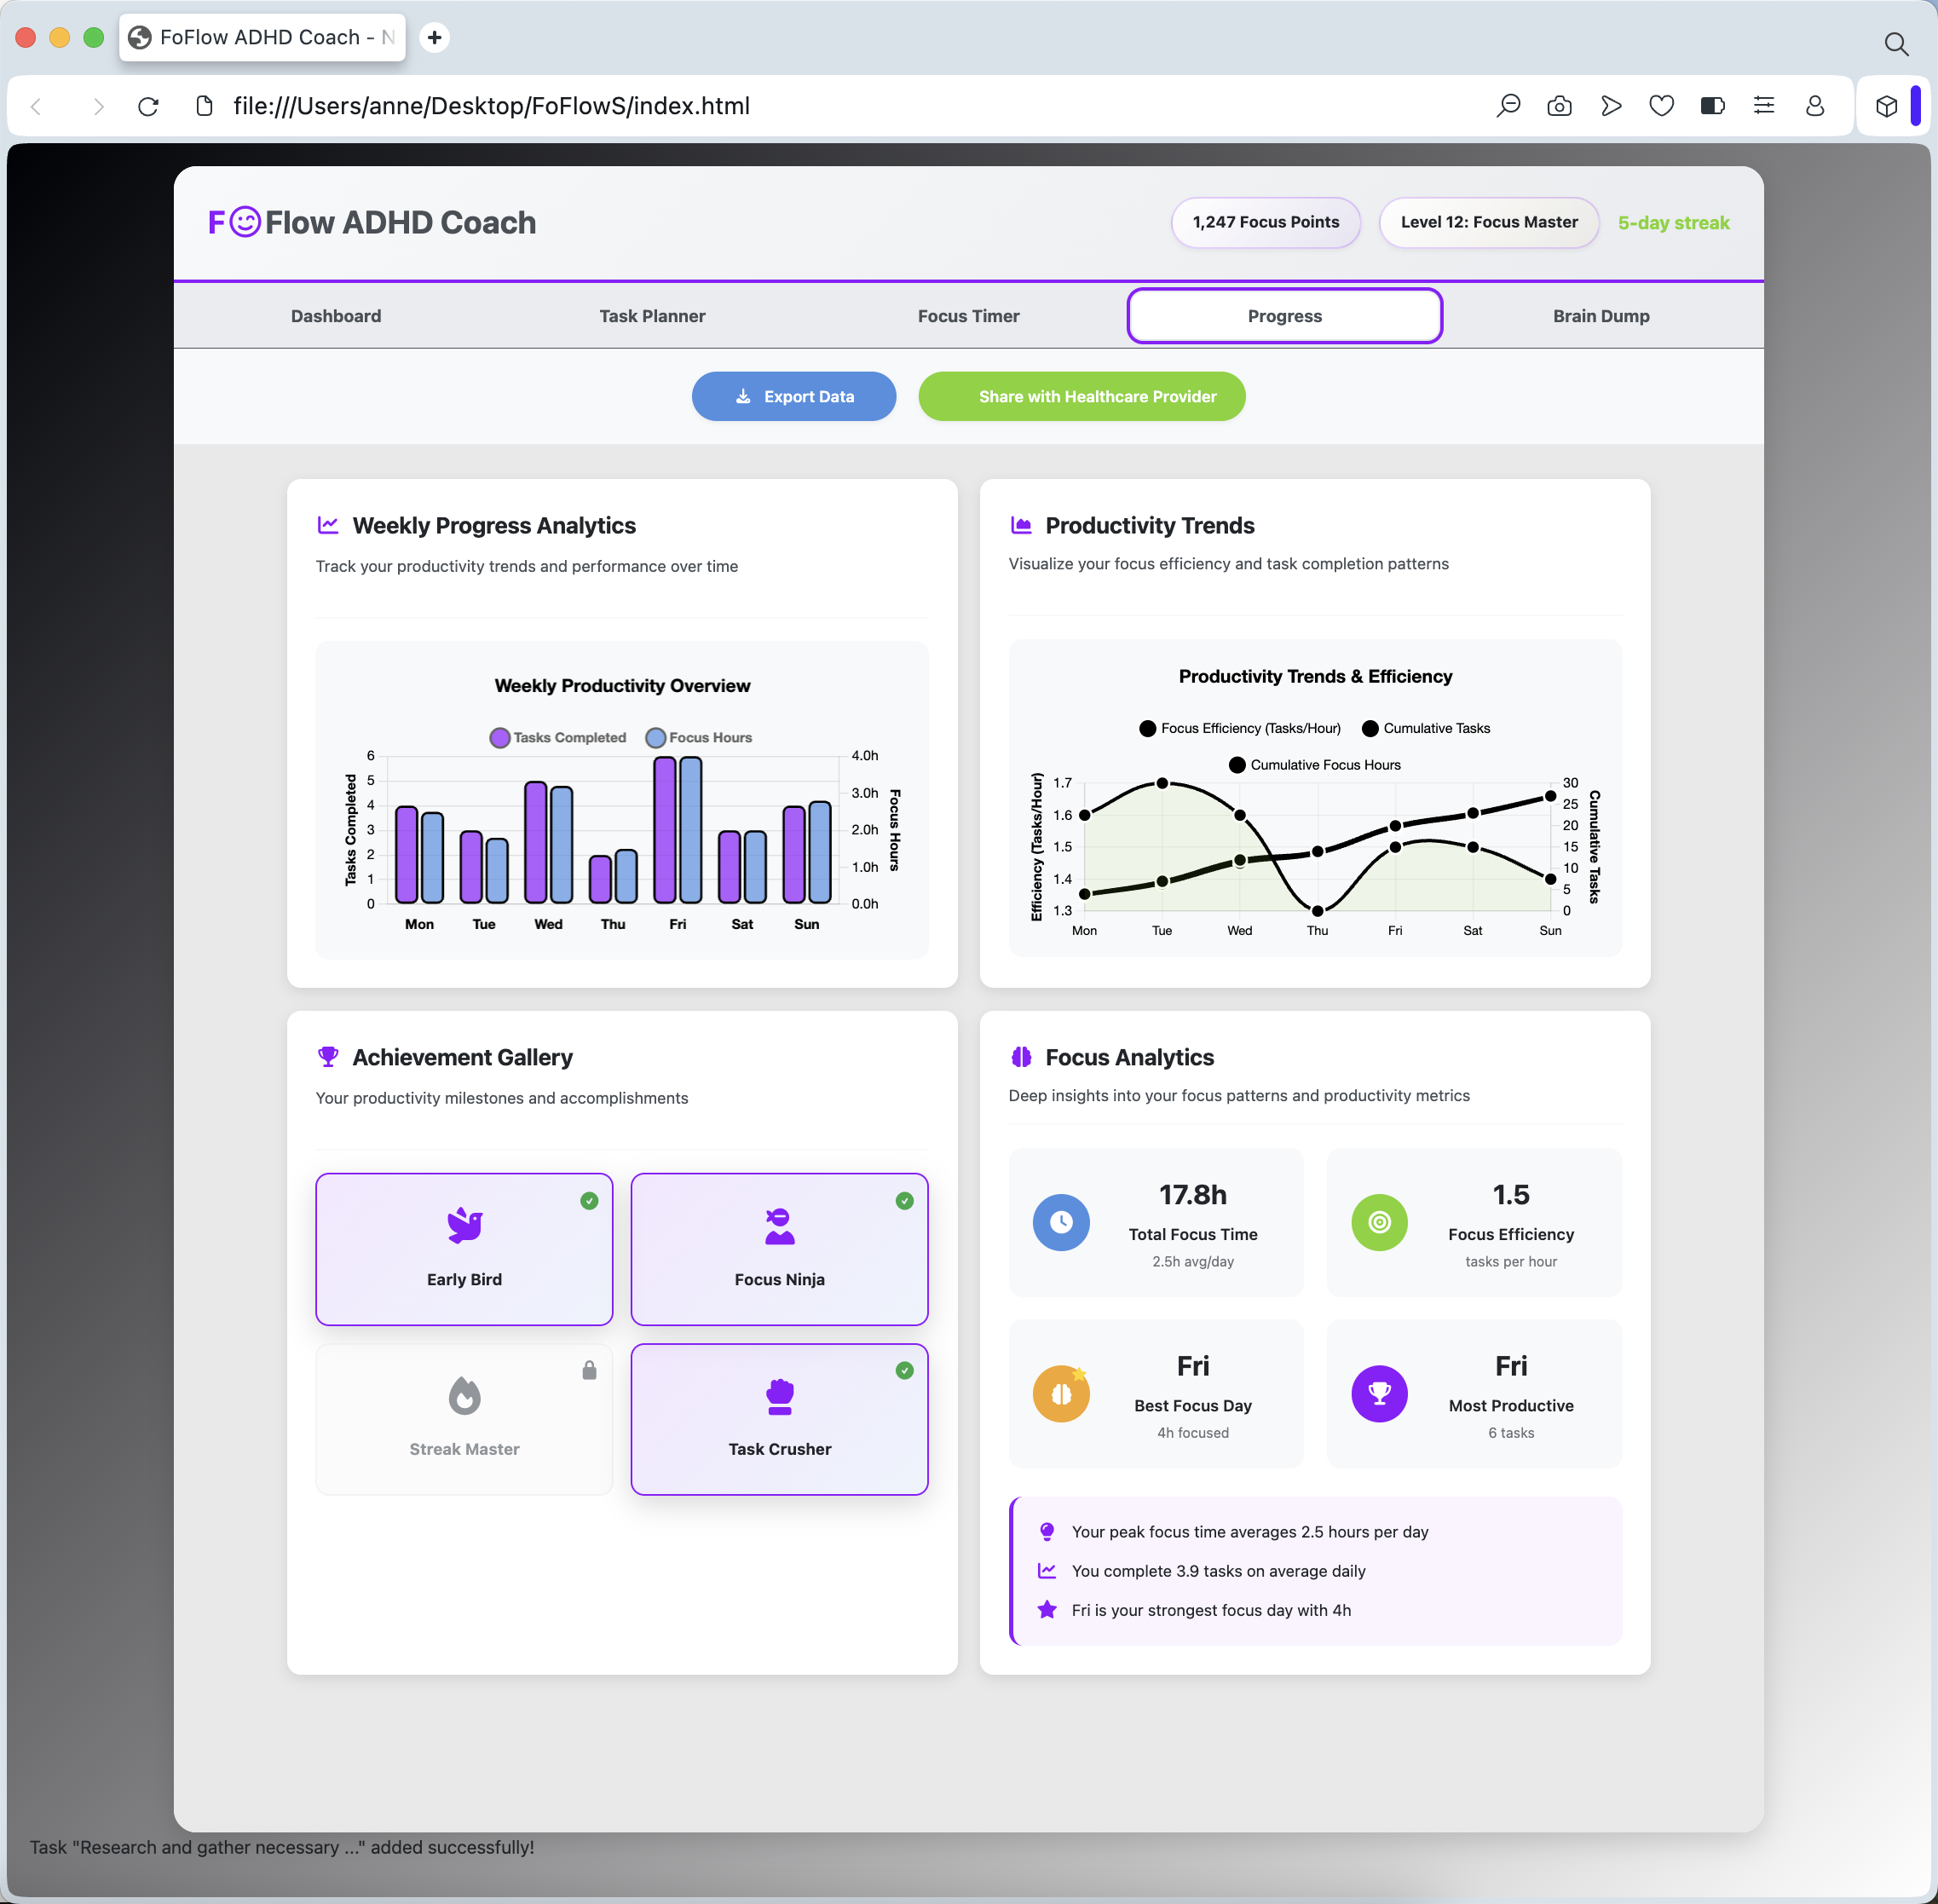 FoFlow ADHD Coach - N
file:///Users/anne/Desktop/FoFlowS/index.html
F😉Flow ADHD Coach
1,247 Focus Points
Level 12: Focus Master
5-day streak
Dashboard
Task Planner
Focus Timer
Progress
Brain Dump
Export Data
Share with Healthcare Provider
Weekly Progress Analytics
Track your productivity trends and performance over time
Weekly Productivity Overview
Tasks Completed
Focus Hours
Tasks Completed
6
5
4
3
2
1
0
4.0h
3.0h
2.0h
1.0h
0.0h
Focus Hours
Mon
Tue
Wed
Thu
Fri
Sat
Sun
Productivity Trends
Visualize your focus efficiency and task completion patterns
Productivity Trends & Efficiency
Focus Efficiency (Tasks/Hour)
Cumulative Tasks
Cumulative Focus Hours
Efficiency (Tasks/Hour)
1.7
1.6
1.5
1.4
1.3
30
25
20
15
10
5
0
Cumulative Tasks
Mon
Tue
Wed
Thu
Fri
Sat
Sun
Achievement Gallery
Your productivity milestones and accomplishments
Early Bird
Focus Ninja
Streak Master
Task Crusher
Focus Analytics
Deep insights into your focus patterns and productivity metrics
17.8h
Total Focus Time
2.5h avg/day
1.5
Focus Efficiency
tasks per hour
Fri
Best Focus Day
4h focused
Fri
Most Productive
6 tasks
Your peak focus time averages 2.5 hours per day
You complete 3.9 tasks on average daily
Fri is your strongest focus day with 4h
Task "Research and gather necessary ..." added successfully!